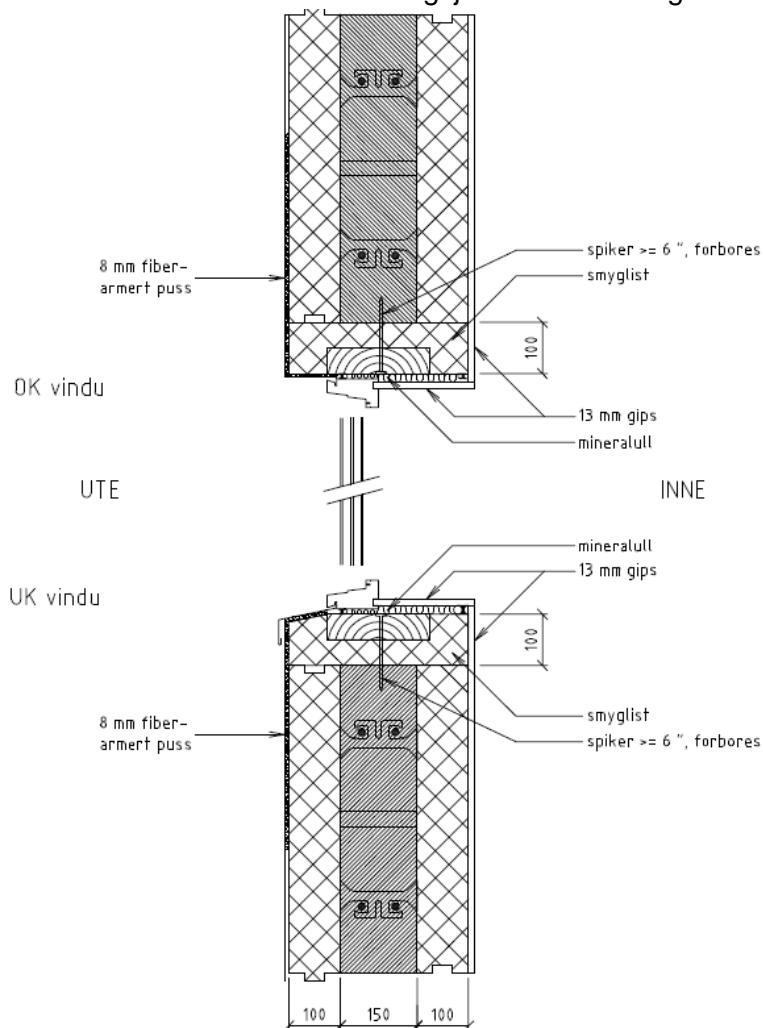 spiker >= 6 ", forbores
smyglist
8 mm fiber-
armert puss
100
OK vindu
13 mm gips
mineralull
UTE
INNE
mineralull
13 mm gips
UK vindu
100
smyglist
8 mm fiber-
armert puss
spiker >= 6 ", forbores
100
150
100